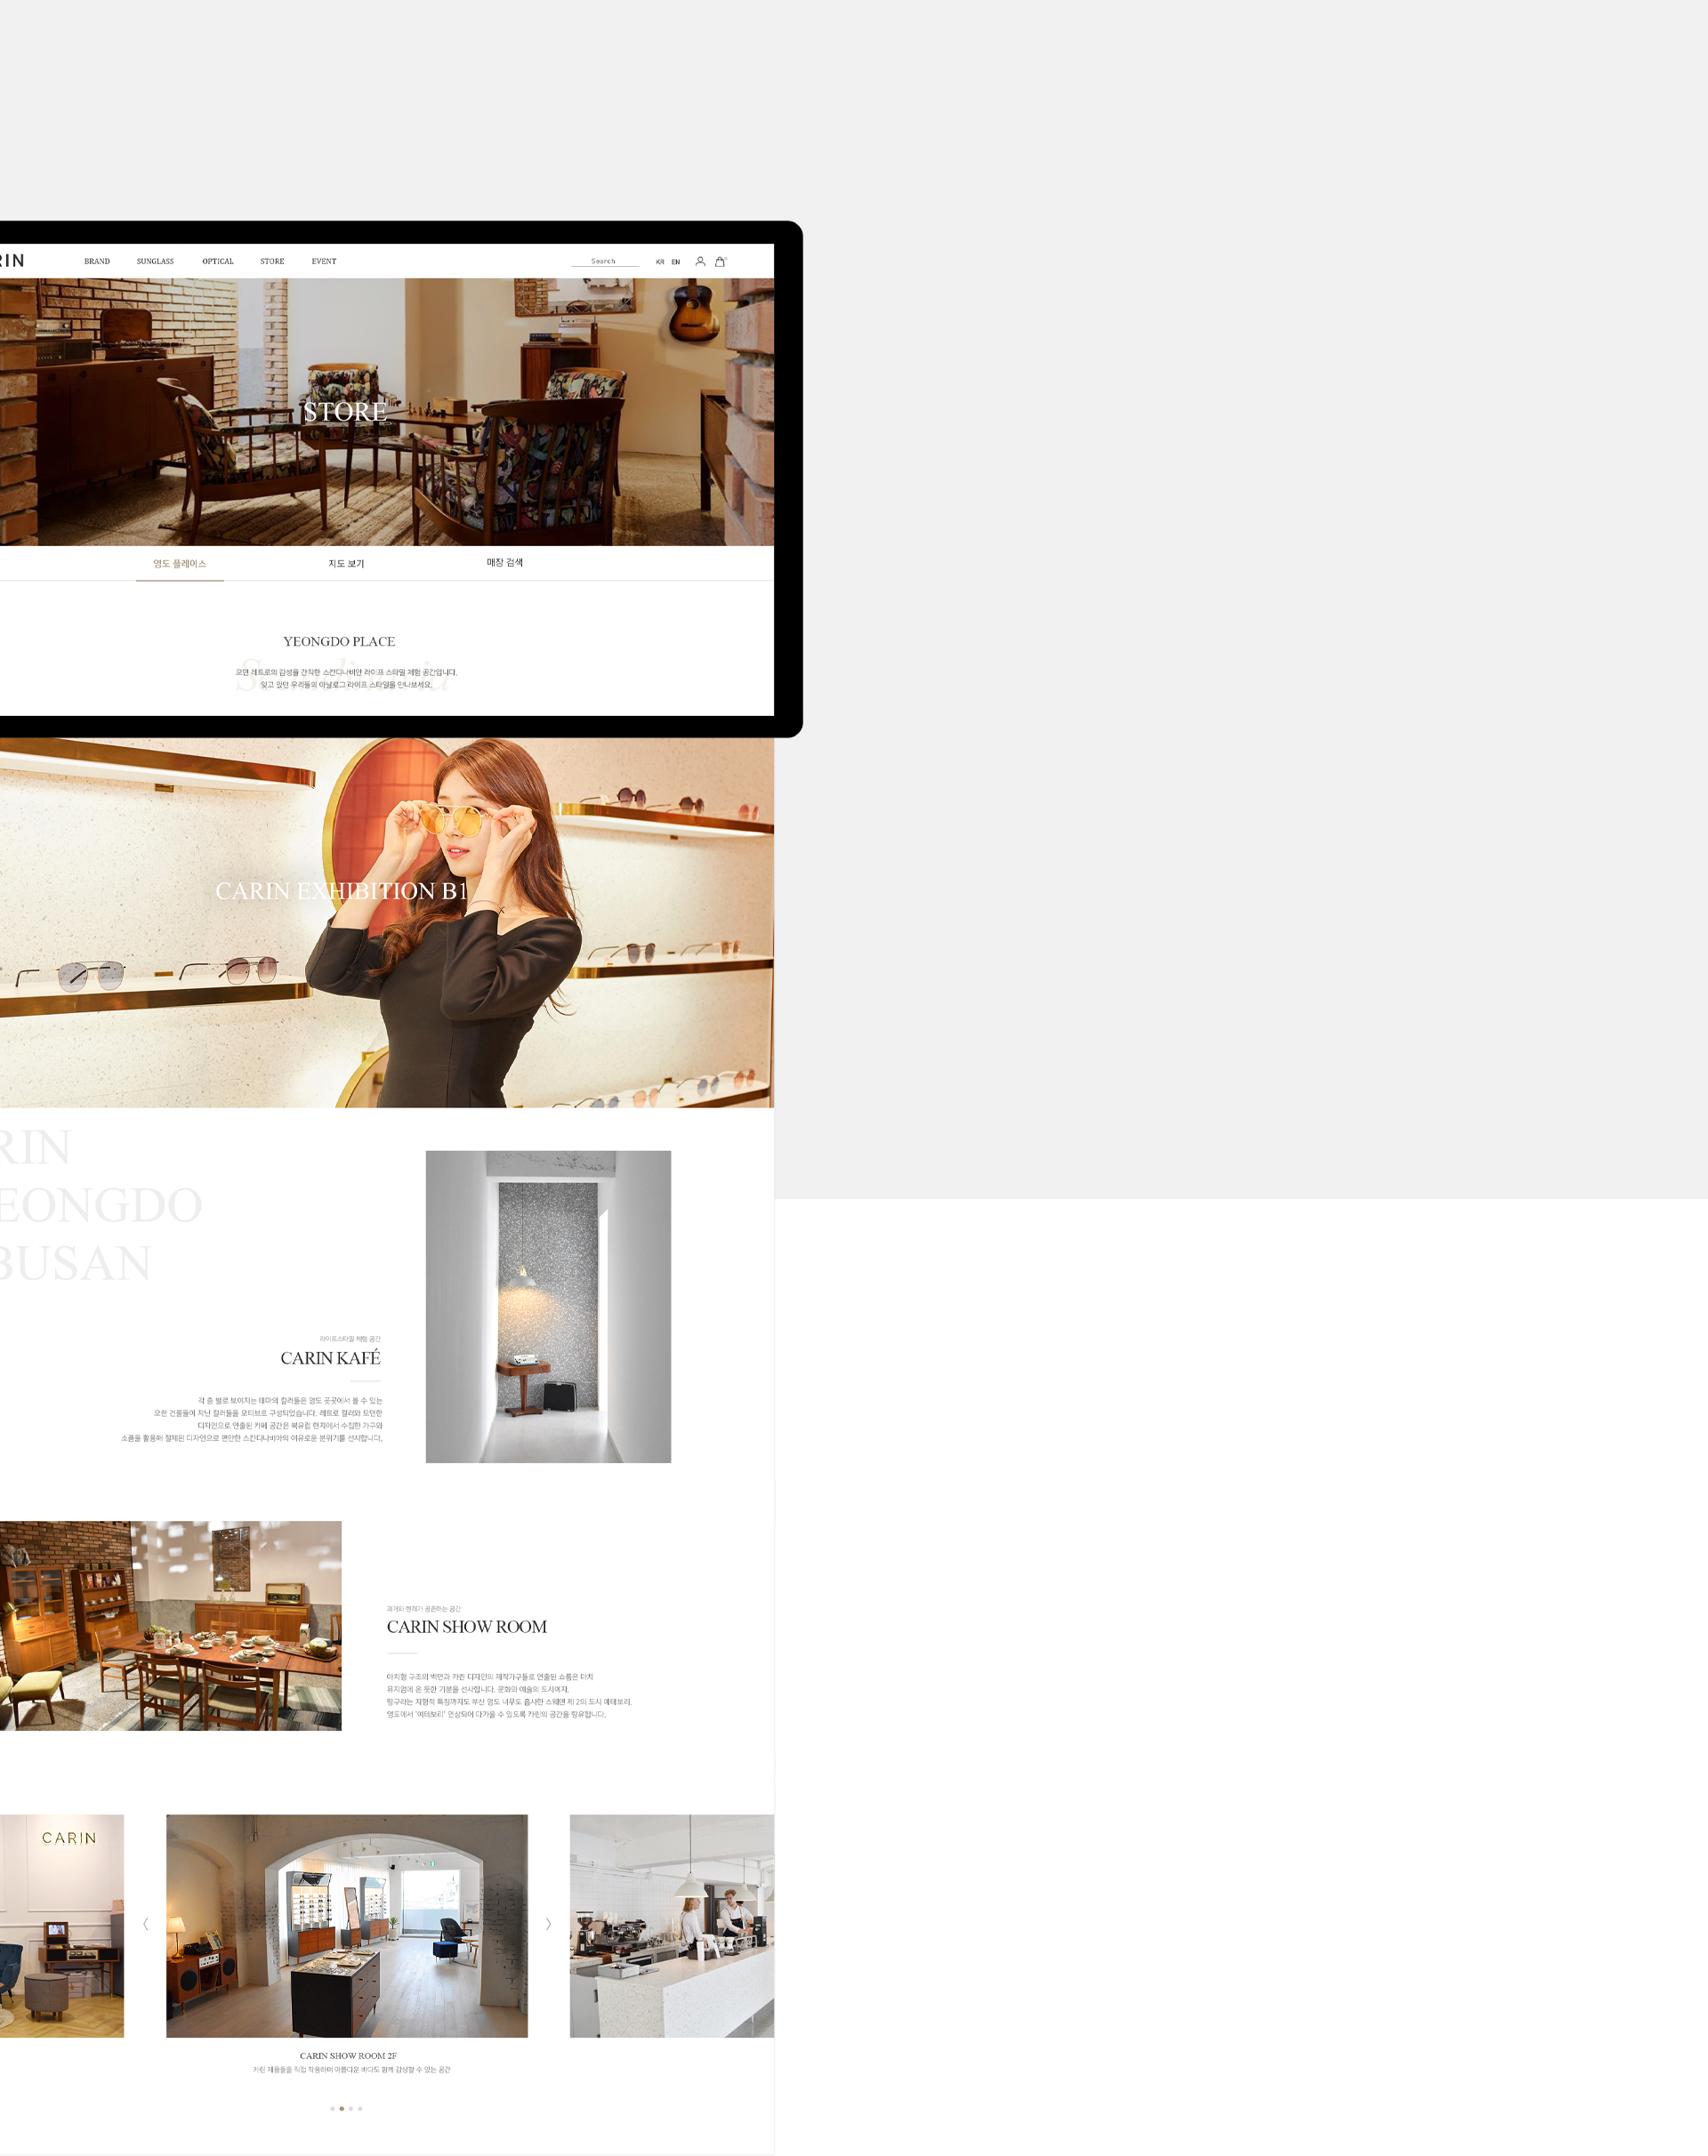 RIN
BRAND SUNGLASS OPTICAL STORE EVENT
Search KR EN
STORE
영도 플레이스 지도 보기 매장 검색
YEONGDO PLACE
모던 레트로의 감성을 간직한 스칸디나비안 라이프 스타일 체험 공간입니다.
잊고 있던 우리들의 아날로그 라이프 스타일을 만나보세요.
CARIN EXHIBITION B1
RIN
EONGDO
BUSAN
라이프스타일 체험 공간
CARIN KAFÉ
각 층 별로 보여지는 테마의 컬러들은 영도 곳곳에서 볼 수 있는
오랜 건물들이 지닌 컬러들을 모티브로 구성되었습니다. 레트로 컬러와 모던한
디자인으로 연출된 카페 공간은 북유럽 현지에서 수집한 가구와
소품을 활용해 절제된 디자인으로 편안한 스칸디나비아의 여유로운 분위기를 선사합니다.
과거와 현재가 공존하는 공간
CARIN SHOW ROOM
아치형 구조의 벽면과 카린 디자인의 제작가구들로 연출된 쇼룸은 마치
뮤지엄에 온 듯한 기분을 선사합니다. 문화와 예술의 도시이자,
항구라는 지형적 특징까지도 부산 영도 너무도 흡사한 스웨덴 제 2의 도시 예테보리.
영도에서 '예테보리' 연상되어 다가올 수 있도록 카린의 공간을 향유합니다.
CARIN
CARIN SHOW ROOM 2F
카린 제품들을 직접 착용하며 아름다운 바다도 함께 감상할 수 있는 공간